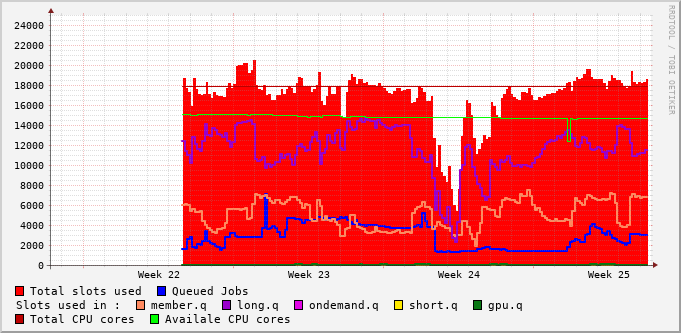 24000
22000
20000
18000
16000
14000
12000
10000
8000
6000
4000
2000
0
Week 22 Week 23 Week 24 Week 25
Total slots used Queued Jobs
Slots used in : member.q long.q ondemand.q short.q gpu.q
Total CPU cores Availale CPU cores
RRDTOOL / TOBI OETIKER